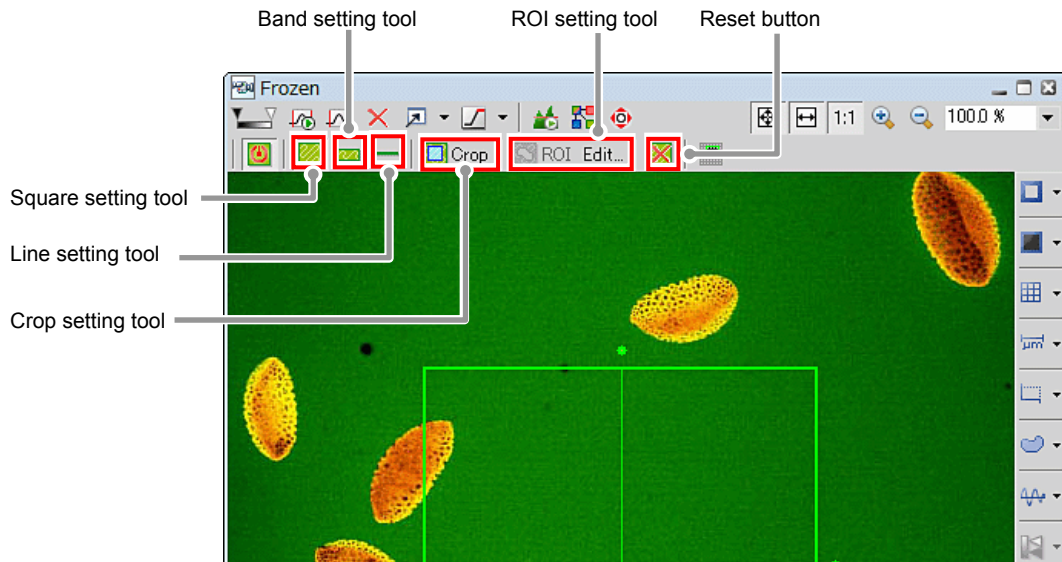 Band setting tool ROI setting tool Reset button
Frozen
1:1 100.0 %
Crop ROI Edit...
Square setting tool
Line setting tool
Crop setting tool
µm